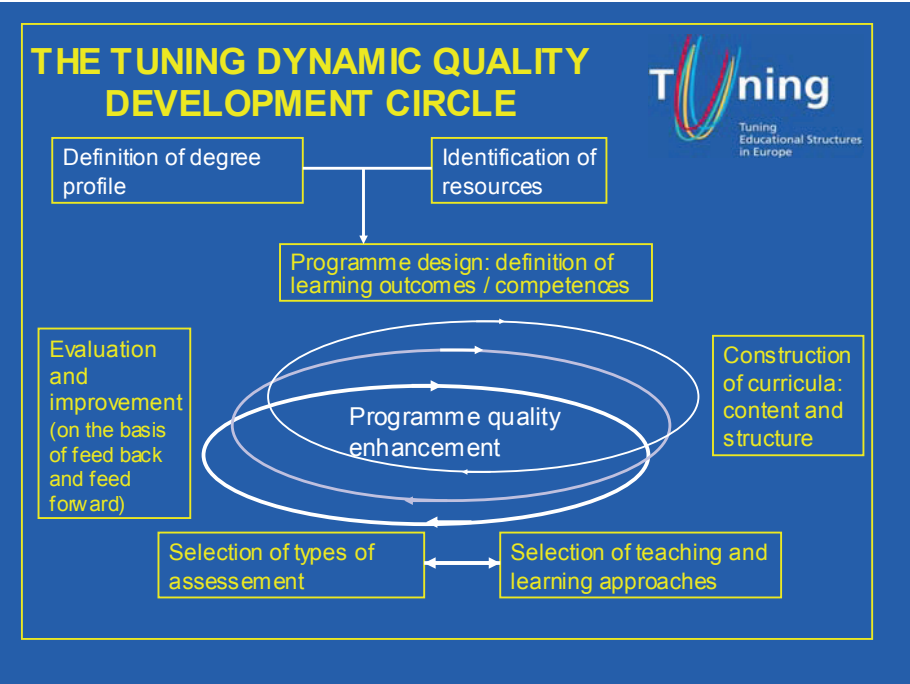 THE TUNING DYNAMIC QUALITY
DEVELOPMENT CIRCLE
Tuning
Tuning
Educational Structures
in Europe
Definition of degree
profile
Identification of
resources
Programme design: definition of
learning outcomes / competences
Evaluation
and
improvement
(on the basis
of feed back
and feed
forward)
Programme quality
enhancement
Construction
of curricula:
content and
structure
Selection of types of
assessement
Selection of teaching and
learning approaches